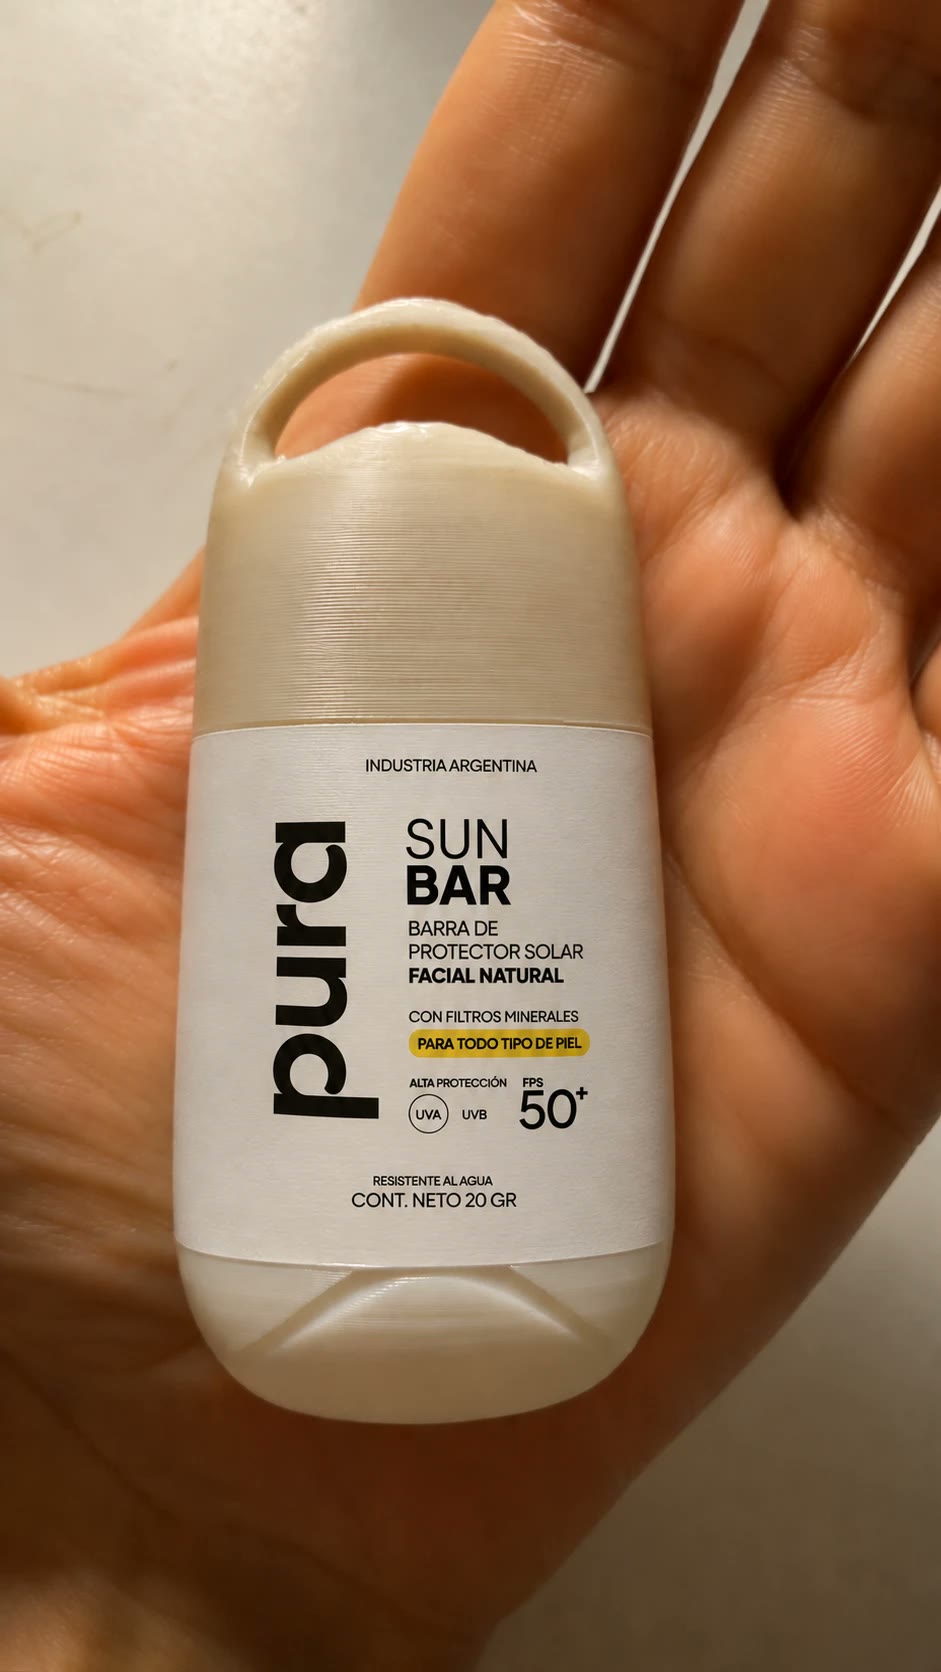 INDUSTRIA ARGENTINA
pura
SUN
BAR
BARRA DE
PROTECTOR SOLAR
FACIAL NATURAL
CON FILTROS MINERALES
PARA TODO TIPO DE PIEL
ALTA PROTECCIÓN FPS
UVA UVB 50+
RESISTENTE AL AGUA
CONT. NETO 20 GR